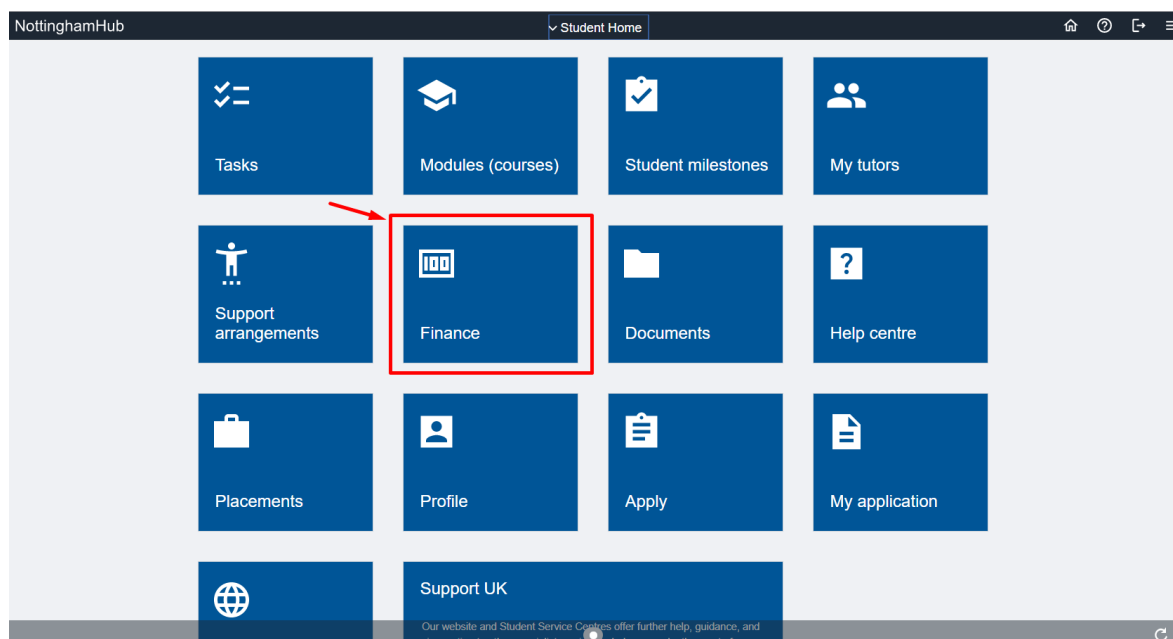 NottinghamHub
Student Home
Tasks
Modules (courses)
Student milestones
My tutors
100
Support
arrangements
Finance
Documents
?
Help centre
Placements
Profile
Apply
My application
Support UK
Our website and Student Service Centres offer further help, guidance, and